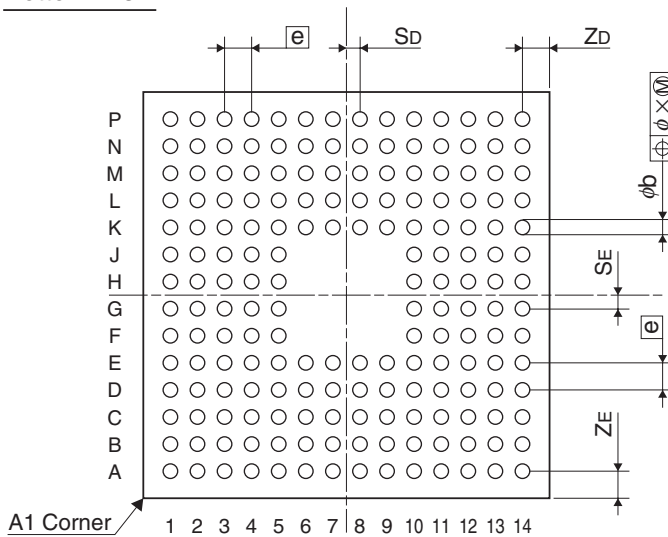 e SD ZD
⌖ φ × Ⓜ
P
N
M
L
K
φb
J
H
SE
G
F
e
E
D
C
ZE
B
A
A1 Corner
1 2 3 4 5 6 7 8 9 10 11 12 13 14